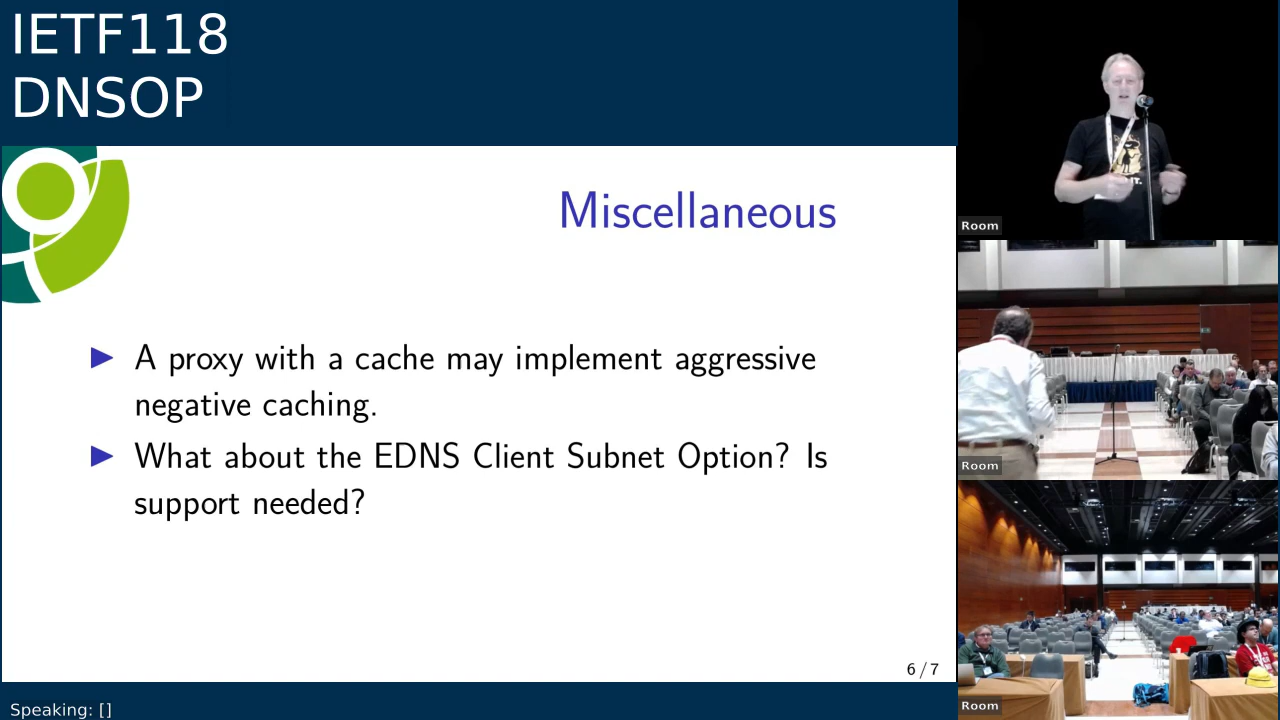 IETF118
DNSOP
Miscellaneous
A proxy with a cache may implement aggressive
negative caching.
What about the EDNS Client Subnet Option? Is
support needed?
6 / 7
Speaking: []
Room
Room
Room